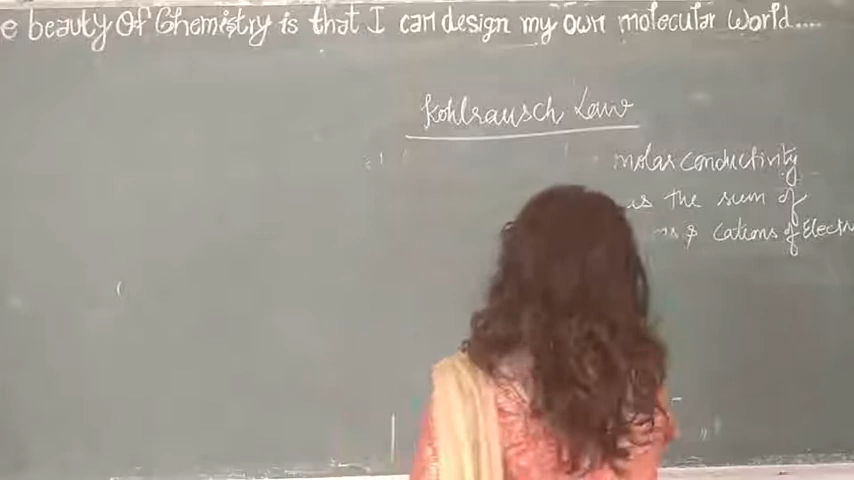 e beauty Of Chemistry is that I can design my own molecular World....
Kohlrausch Law
molar conductivity
is the sum of
& cations of Electr